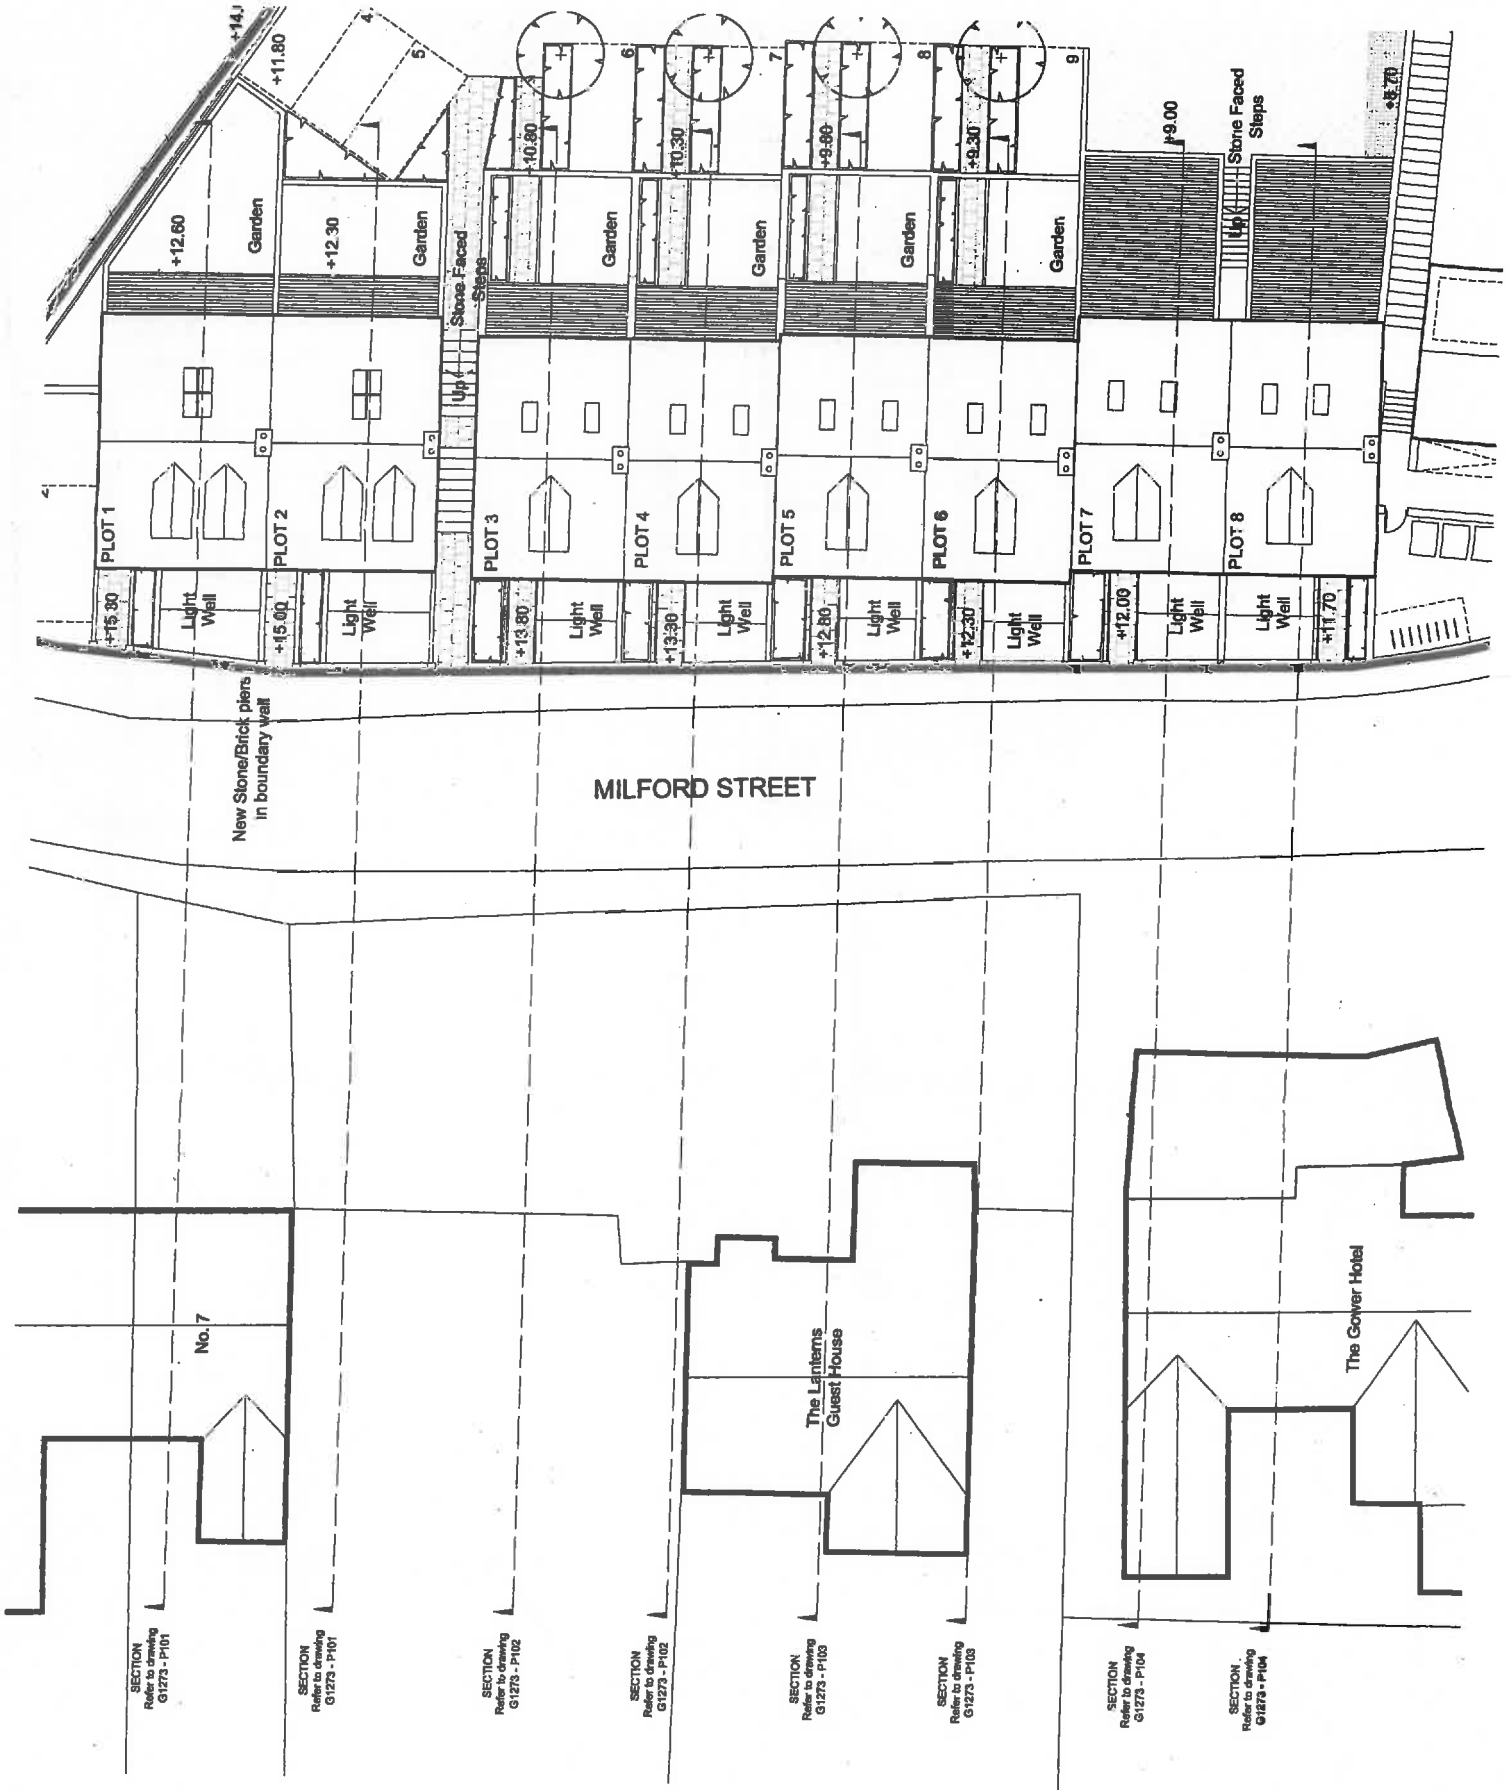 4
5
6
7
8
9
+11.80
+10.80
+10.30
+9.80
+9.30
+9.00
+8.70
Stone Faced
Steps
Up
+12.60
Garden
+12.30
Garden
Stone Faced
Steps
Up
Garden
Garden
Garden
Garden
PLOT 1
PLOT 2
PLOT 3
PLOT 4
PLOT 5
PLOT 6
PLOT 7
PLOT 8
+15.30
Light
Well
+15.00
Light
Well
+13.80
Light
Well
+13.30
Light
Well
+12.80
Light
Well
+12.30
Light
Well
+12.00
Light
Well
Light
Well
+11.70
New Stone/Brick piers
in boundary wall
MILFORD STREET
No. 7
The Lanterns
Guest House
The Gower Hotel
SECTION
Refer to drawing
G1273 - P101
SECTION
Refer to drawing
G1273 - P101
SECTION
Refer to drawing
G1273 - P102
SECTION
Refer to drawing
G1273 - P102
SECTION
Refer to drawing
G1273 - P103
SECTION
Refer to drawing
G1273 - P103
SECTION
Refer to drawing
G1273 - P104
SECTION
Refer to drawing
G1273 - P104